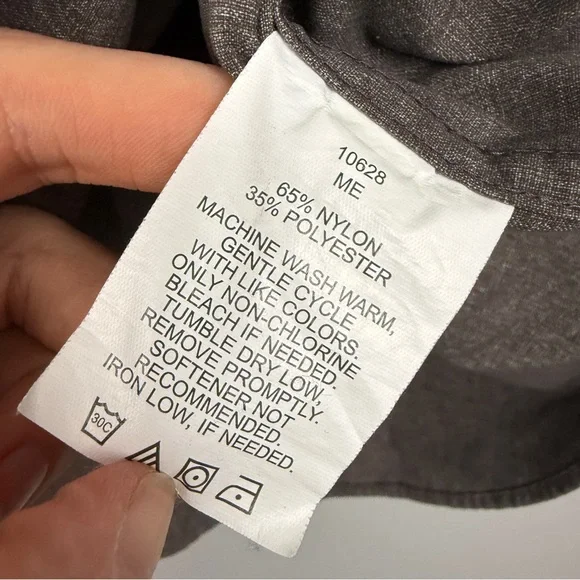 10628
ME
65% NYLON
35% POLYESTER
MACHINE WASH WARM,
GENTLE CYCLE
WITH LIKE COLORS.
ONLY NON-CHLORINE
BLEACH IF NEEDED.
TUMBLE DRY LOW,
REMOVE PROMPTLY.
SOFTENER NOT
RECOMMENDED.
IRON LOW, IF NEEDED.
30C